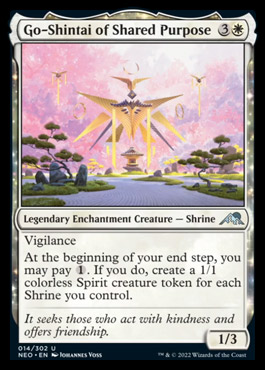 Go-Shintai of Shared Purpose 3
Legendary Enchantment Creature — Shrine
Vigilance
At the beginning of your end step, you
may pay 1. If you do, create a 1/1
colorless Spirit creature token for each
Shrine you control.
It seeks those who act with kindness and
offers friendship.
1/3
014/302 U
NEO • EN Johannes Voss
™ & © 2022 Wizards of the Coast